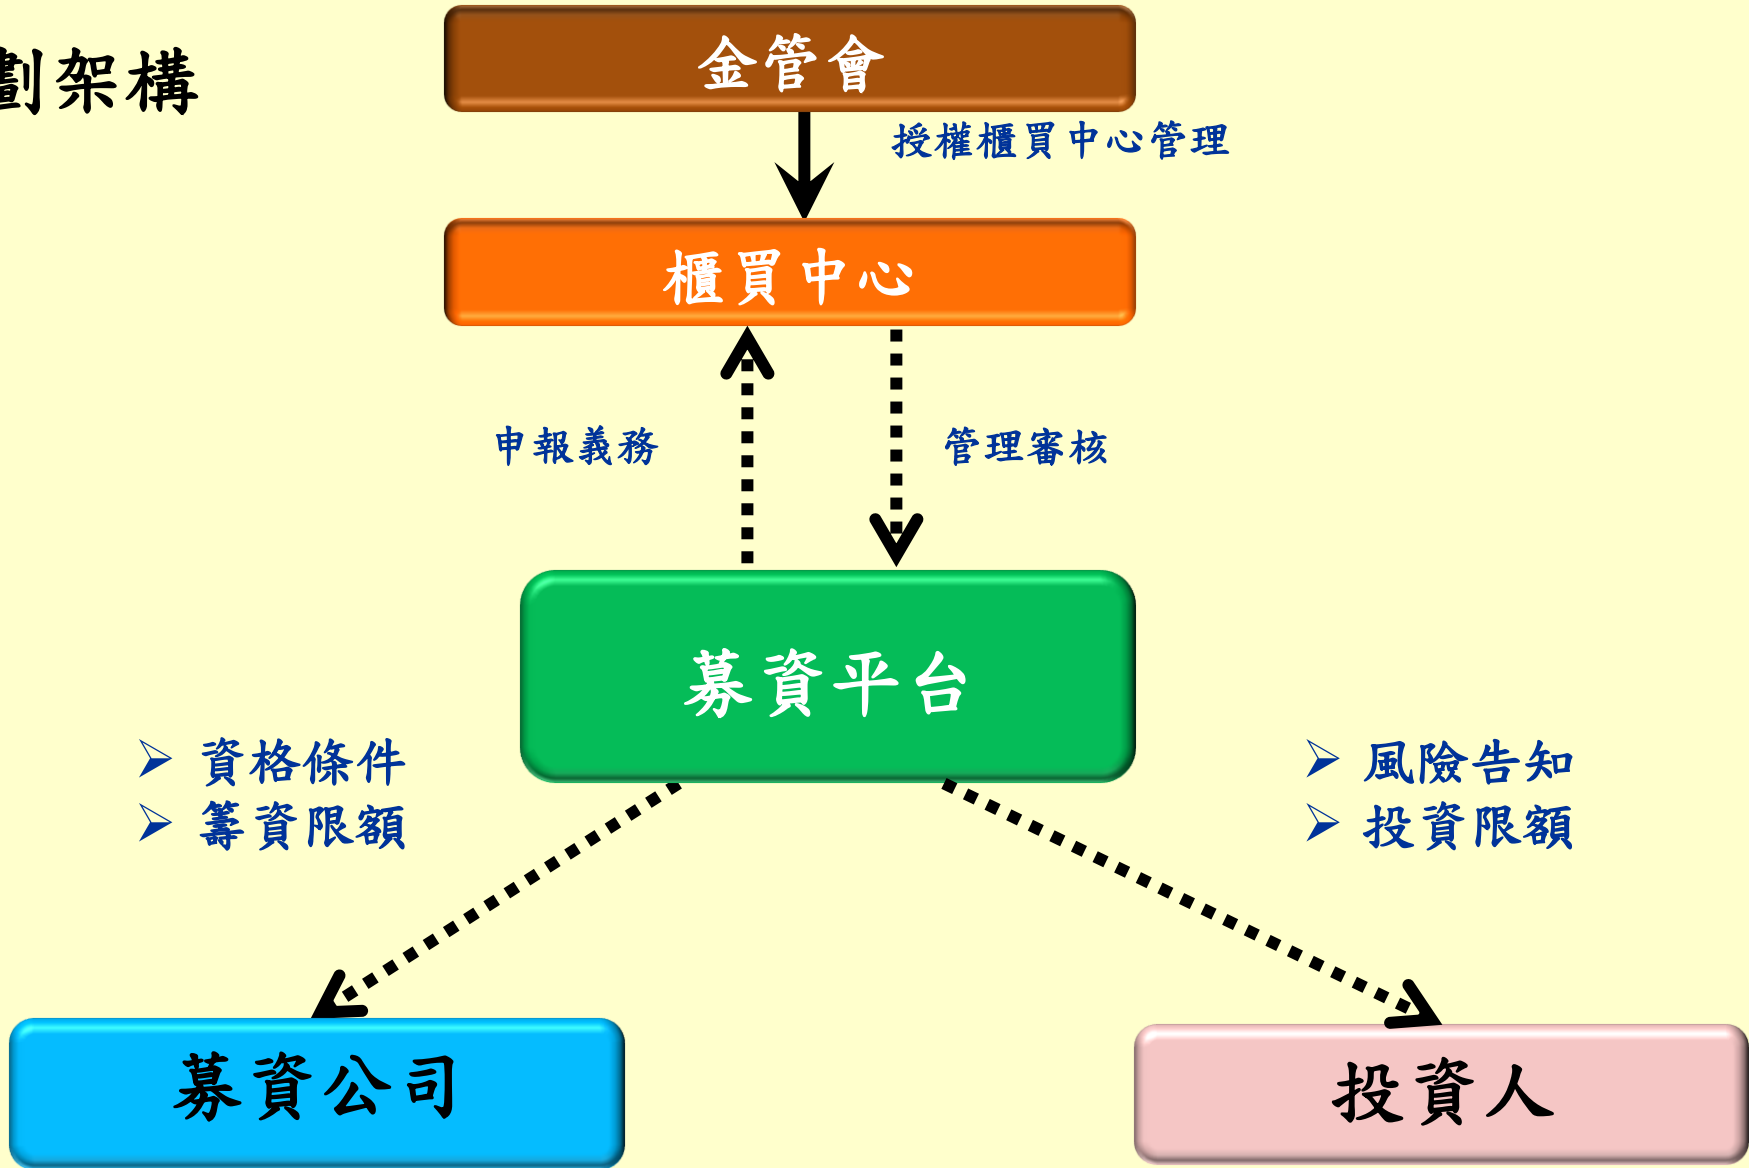 劃架構
金管會
授權櫃買中心管理
櫃買中心
申報義務
管理審核
募資平台
資格條件
籌資限額
風險告知
投資限額
募資公司
投資人